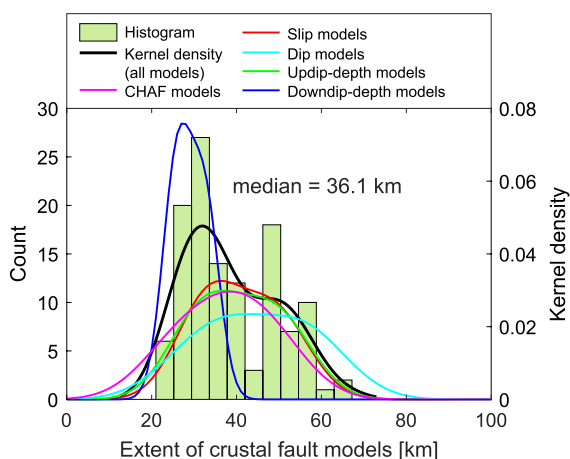 Histogram
Kernel density
(all models)
CHAF models
Slip models
Dip models
Updip-depth models
Downdip-depth models
30
25
20
15
10
5
0
Count
median = 36.1 km
0.08
0.06
0.04
0.02
0
Kernel density
0 20 40 60 80 100
Extent of crustal fault models [km]